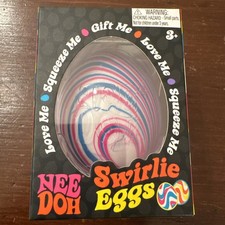 Love Me • Squeeze Me • Gift Me • Love Me • Squeeze Me
⚠ WARNING:
CHOKING HAZARD - Small parts.
Not for children under 3 years.
3+
NEE DOH
Swirlie
Eggs